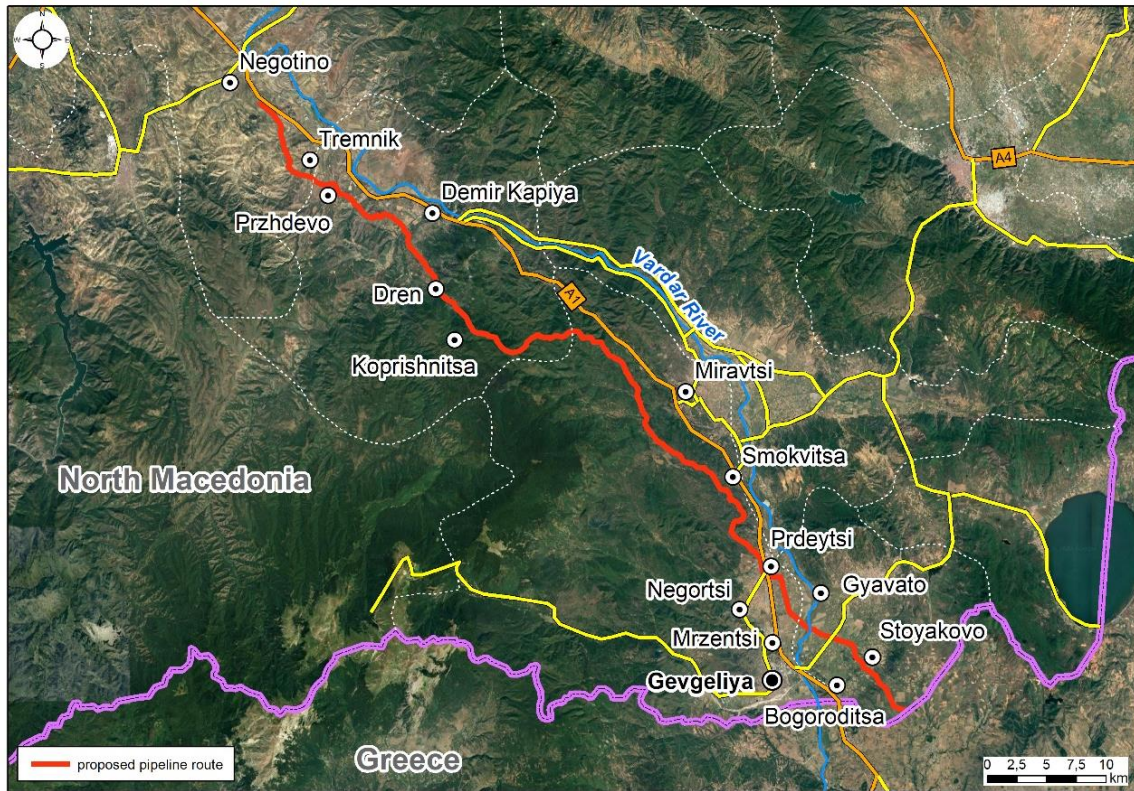 N
W E
S
Negotino
Tremnik
A4
Demir Kapiya
Przhdevo
Vardar River
Dren
A1
Koprishnitsa
Miravtsi
North Macedonia
Smokvitsa
Prdeytsi
Negortsi
Gyavato
Mrzentsi
Stoyakovo
Gevgeliya
Bogoroditsa
Greece
proposed pipeline route
0 2,5 5 7,5 10
km